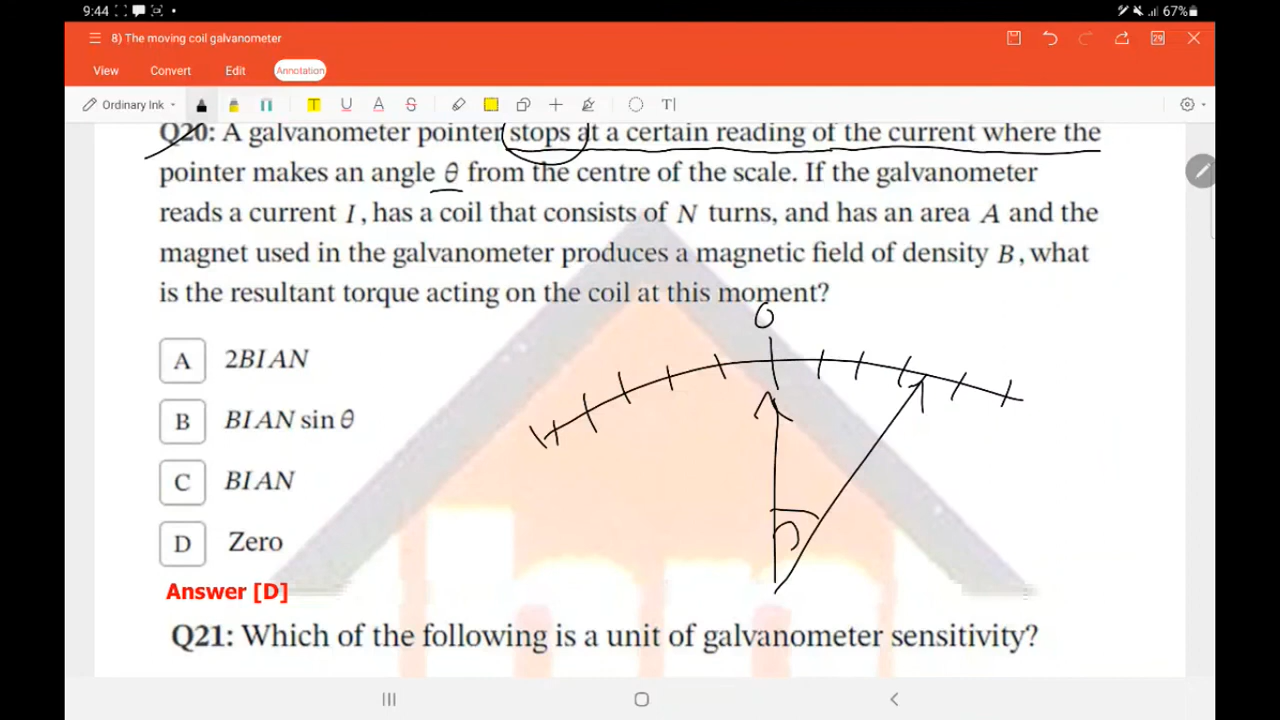 9:44 67%
8) The moving coil galvanometer
View Convert Edit Annotation
Ordinary Ink T
Q20: A galvanometer pointer stops at a certain reading of the current where the
pointer makes an angle θ from the centre of the scale. If the galvanometer
reads a current I, has a coil that consists of N turns, and has an area A and the
magnet used in the galvanometer produces a magnetic field of density B, what
is the resultant torque acting on the coil at this moment?
0
A 2BIAN
B BIAN sin θ
C BIAN
D Zero
Answer [D]
Q21: Which of the following is a unit of galvanometer sensitivity?